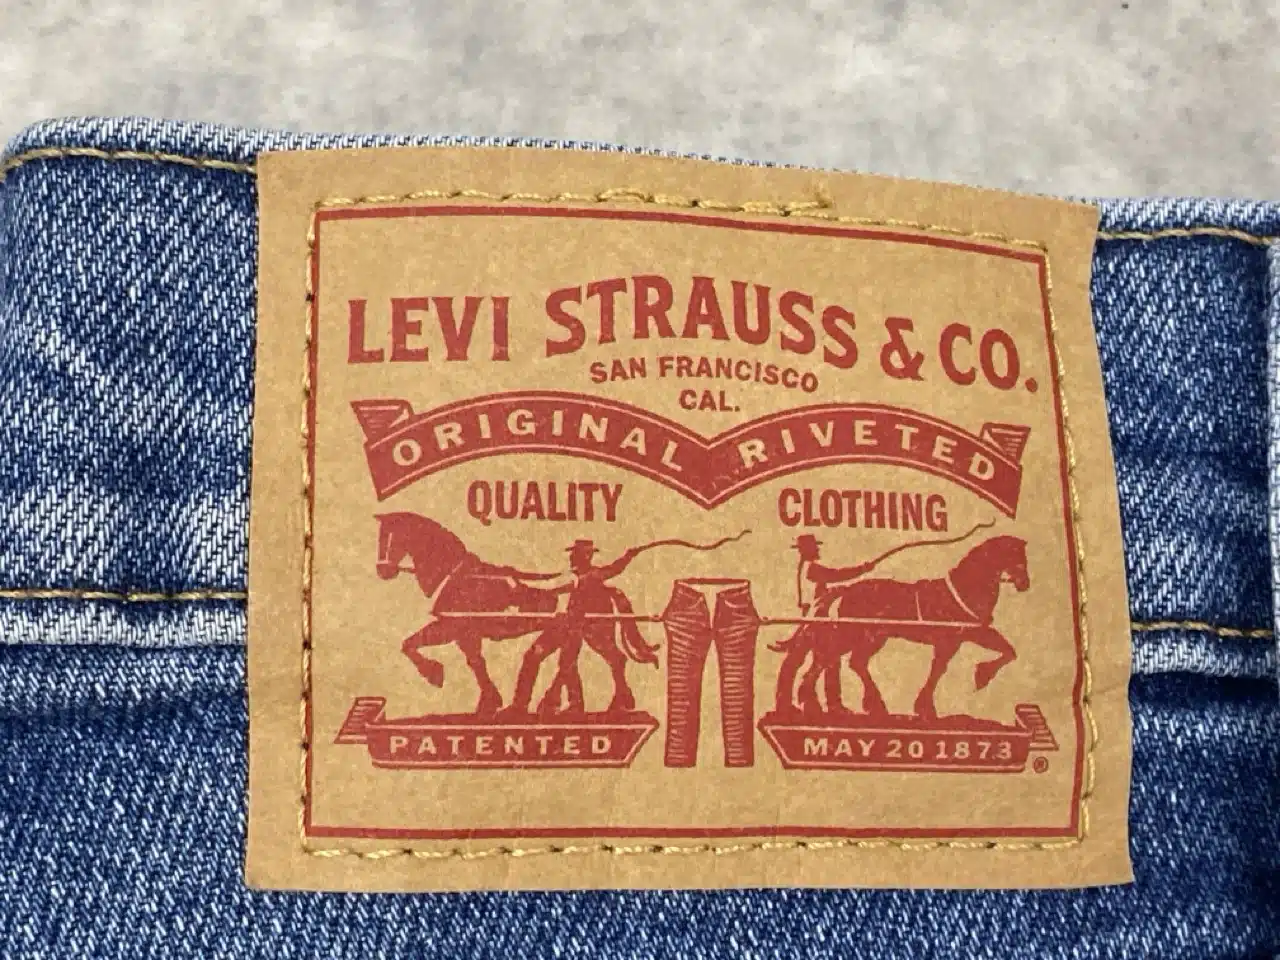 LEVI STRAUSS & CO.
SAN FRANCISCO
CAL.
ORIGINAL RIVETED
QUALITY CLOTHING
PATENTED MAY 20 1873
®